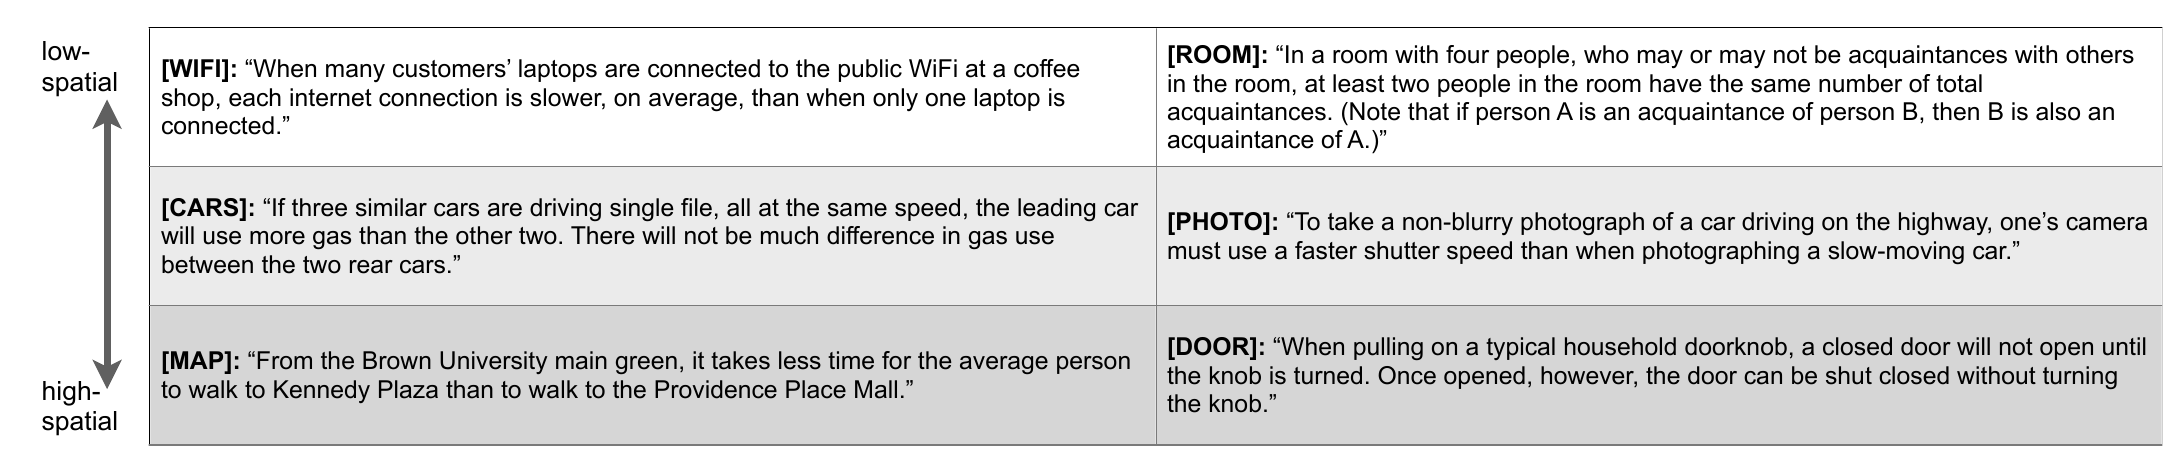 low-
spatial
[WIFI]: “When many customers’ laptops are connected to the public WiFi at a coffee
shop, each internet connection is slower, on average, than when only one laptop is
connected.”
[ROOM]: “In a room with four people, who may or may not be acquaintances with others
in the room, at least two people in the room have the same number of total
acquaintances. (Note that if person A is an acquaintance of person B, then B is also an
acquaintance of A.)”
[CARS]: “If three similar cars are driving single file, all at the same speed, the leading car
will use more gas than the other two. There will not be much difference in gas use
between the two rear cars.”
[PHOTO]: “To take a non-blurry photograph of a car driving on the highway, one’s camera
must use a faster shutter speed than when photographing a slow-moving car.”
high-
spatial
[MAP]: “From the Brown University main green, it takes less time for the average person
to walk to Kennedy Plaza than to walk to the Providence Place Mall.”
[DOOR]: “When pulling on a typical household doorknob, a closed door will not open until
the knob is turned. Once opened, however, the door can be shut closed without turning
the knob.”